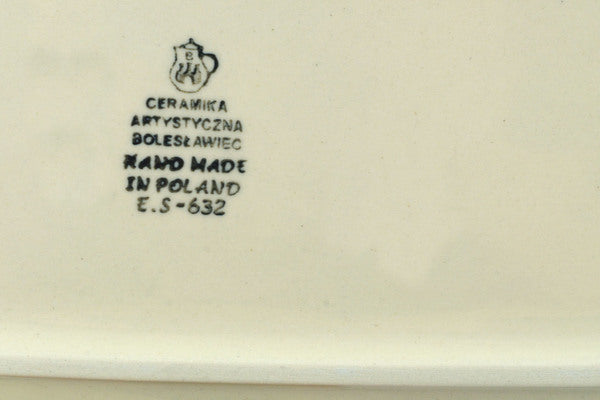 B
CERAMIKA
ARTYSTYCZNA
BOLESŁAWIEC
HAND MADE
IN POLAND
E.S-632